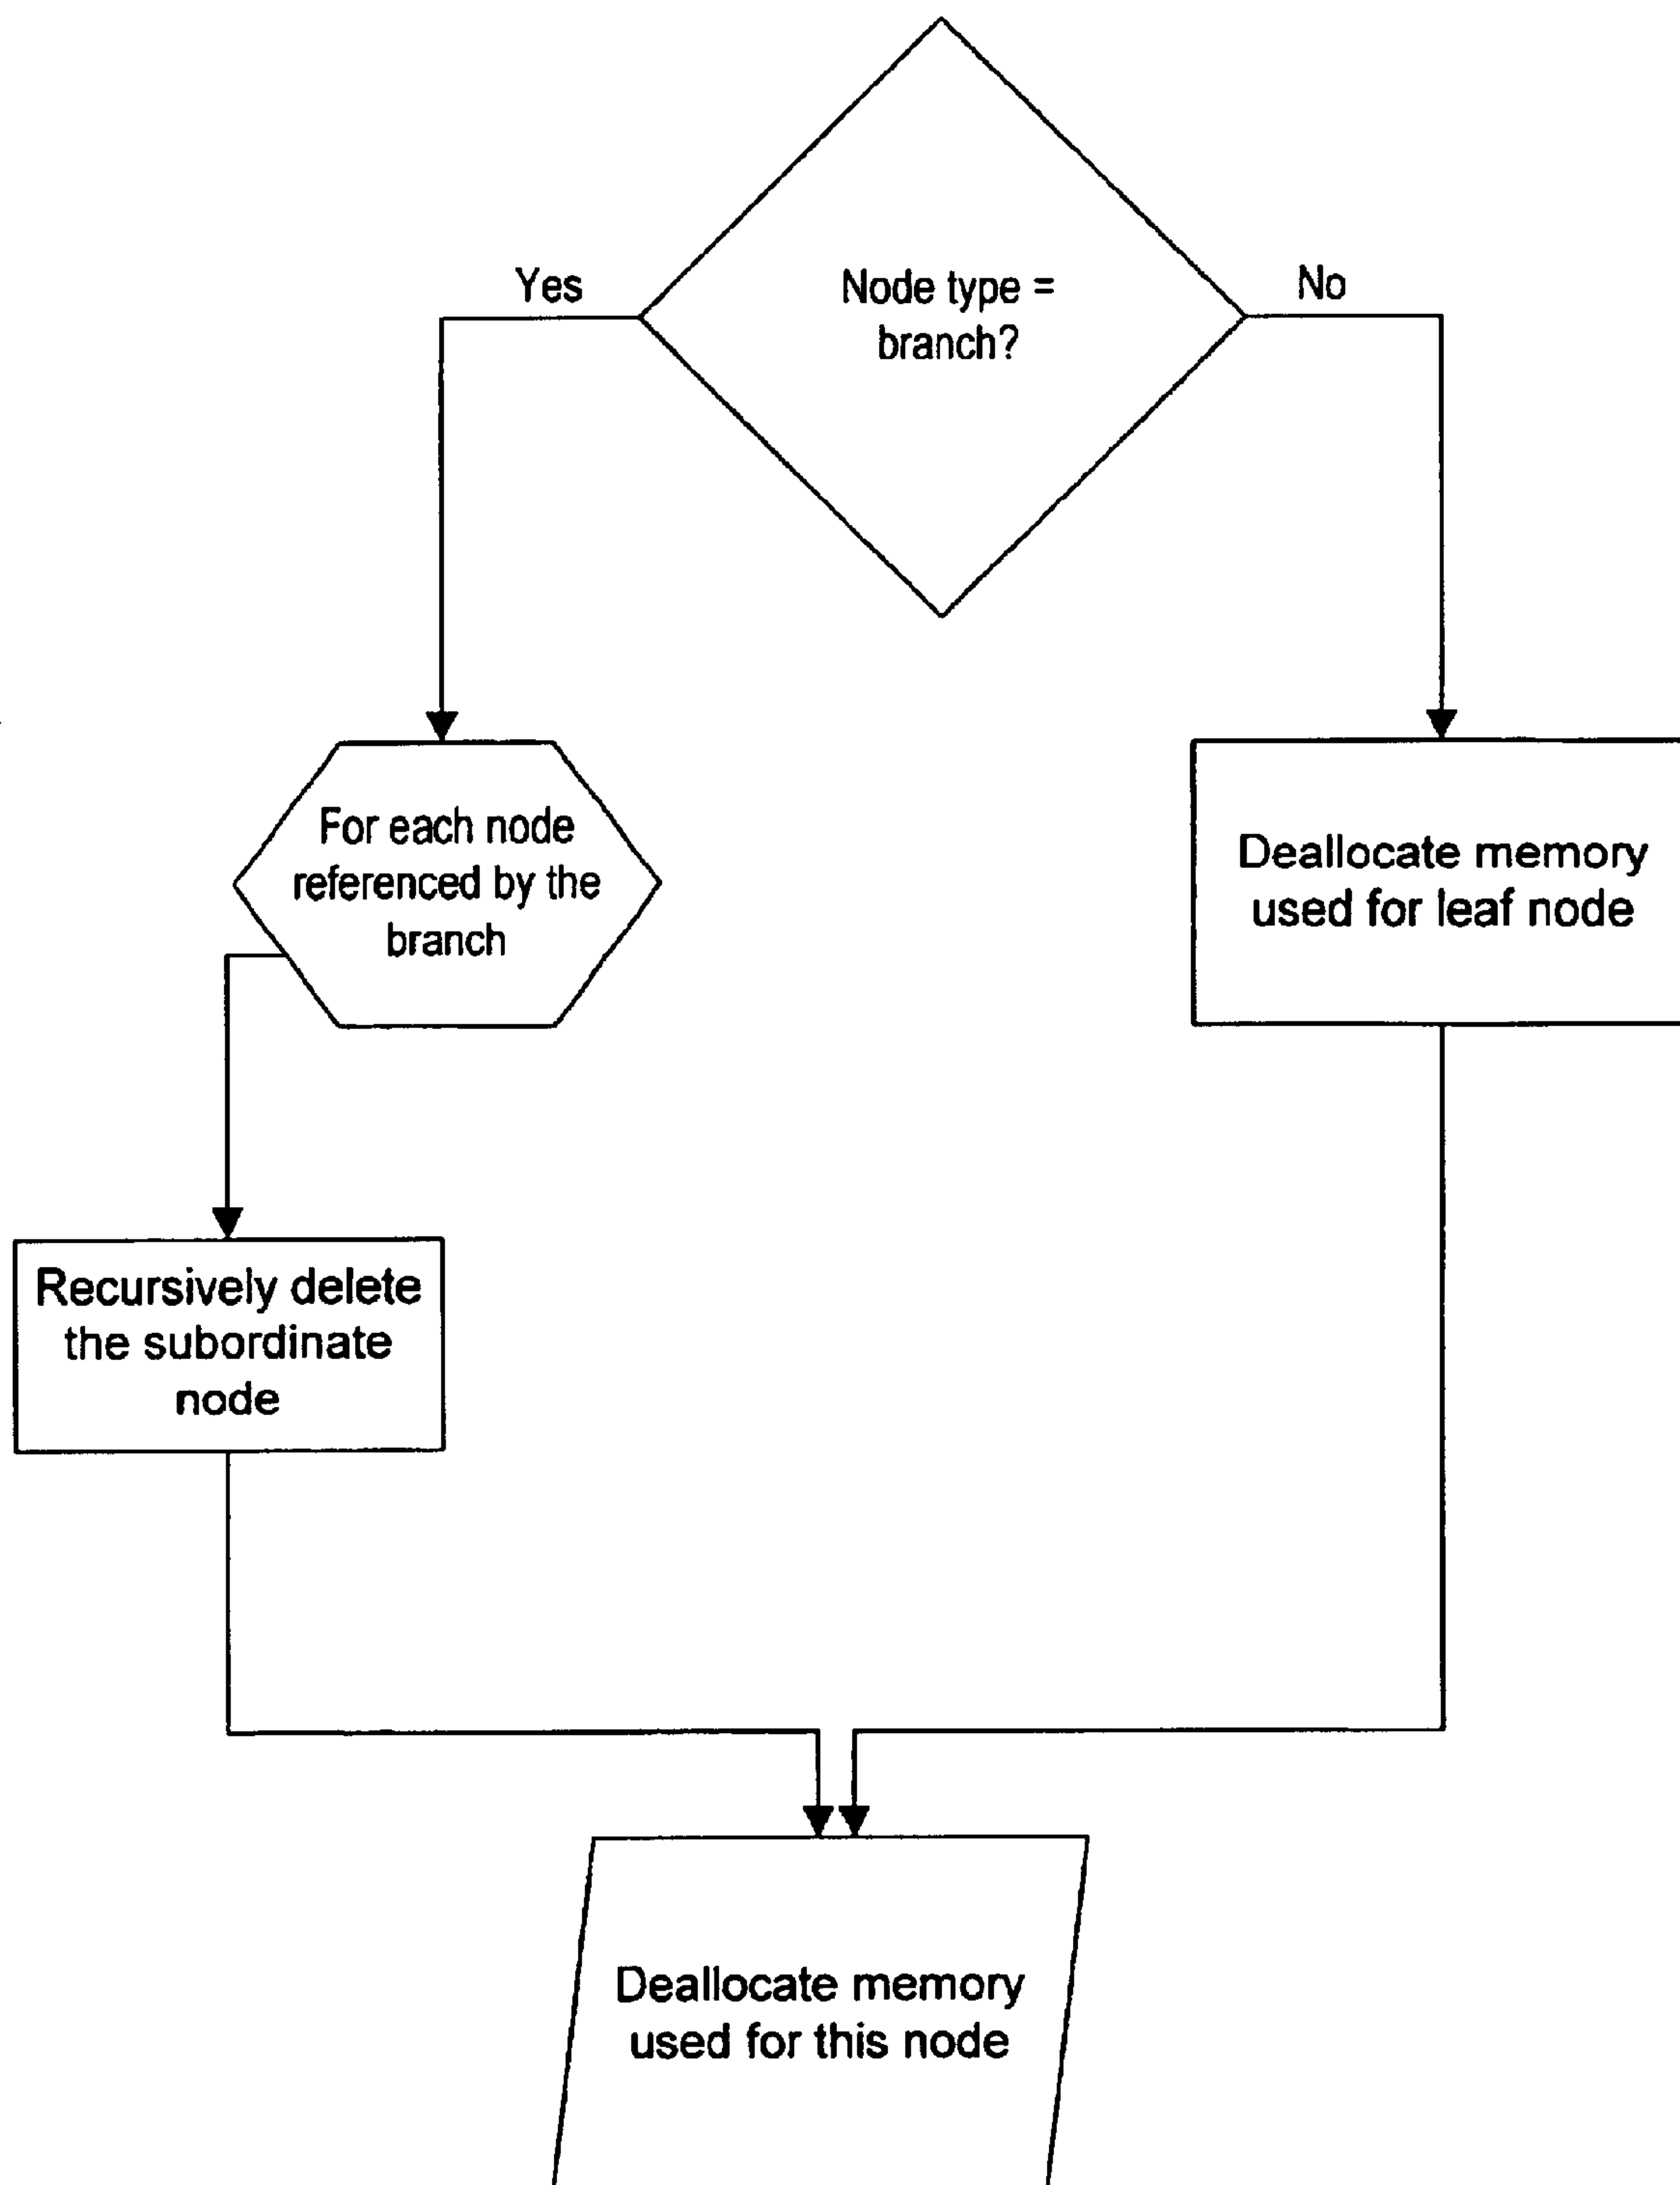 Node type =
branch?
Yes
No
For each node
referenced by the
branch
Deallocate memory
used for leaf node
Recursively delete
the subordinate
node
Deallocate memory
used for this node